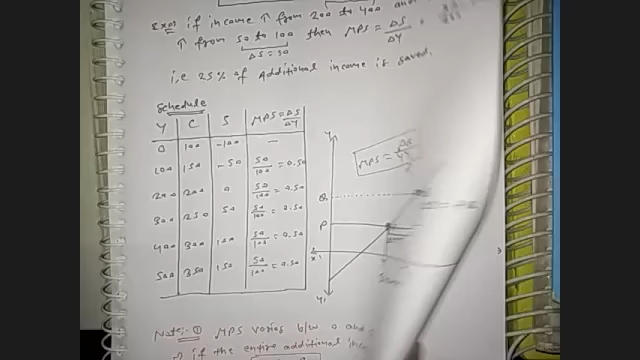 Exm: if income ↑ from 200 to 400 and
↑ from 50 to 100 then MPS = ΔS/ΔY
ΔS = 50
i.e 25% of Additional income is saved.
Schedule
Y C S MPS = ΔS/ΔY
0 100 -100 —
100 150 -50 50/100 = 0.50
200 200 0 50/100 = 0.50
300 250 50 50/100 = 0.50
400 300 100 50/100 = 0.50
500 350 150 50/100 = 0.50
Y
MPS =
R
P
Y1
Note:- ① MPS varies b/w 0 and
if the entire additional